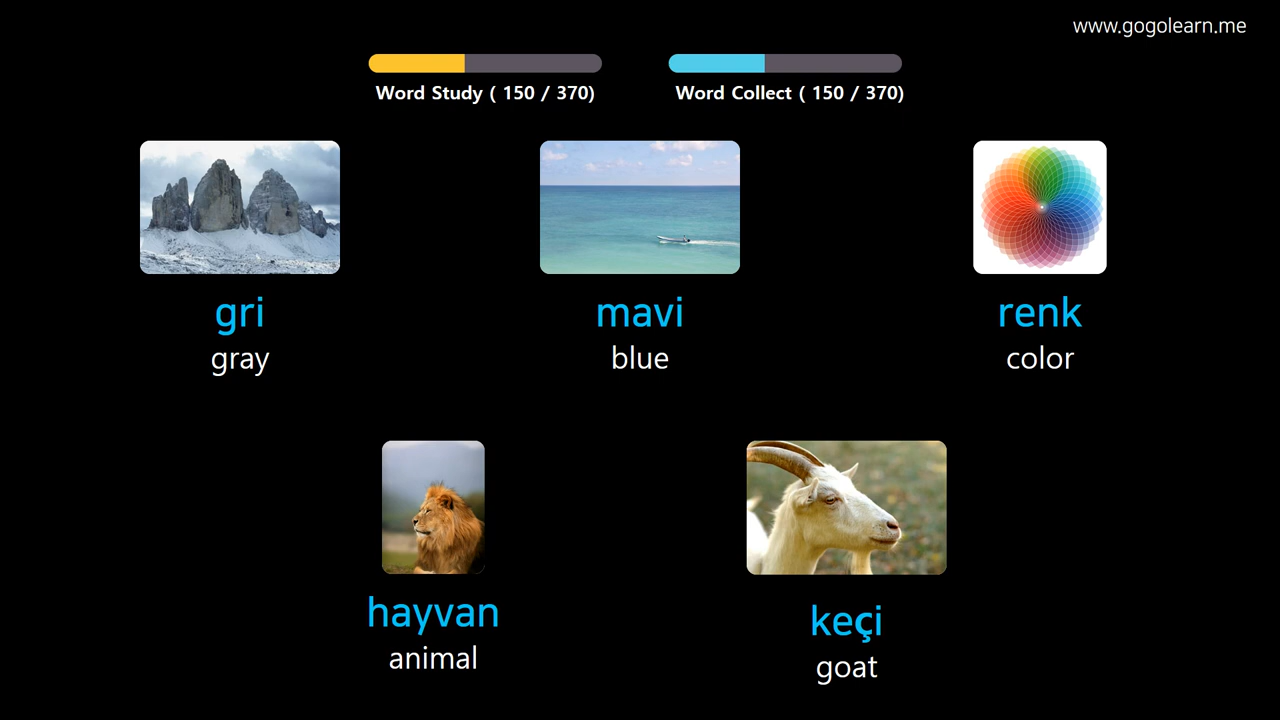 www.gogolearn.me
Word Study ( 150 / 370)
Word Collect ( 150 / 370)
gri
gray
mavi
blue
renk
color
hayvan
animal
keçi
goat